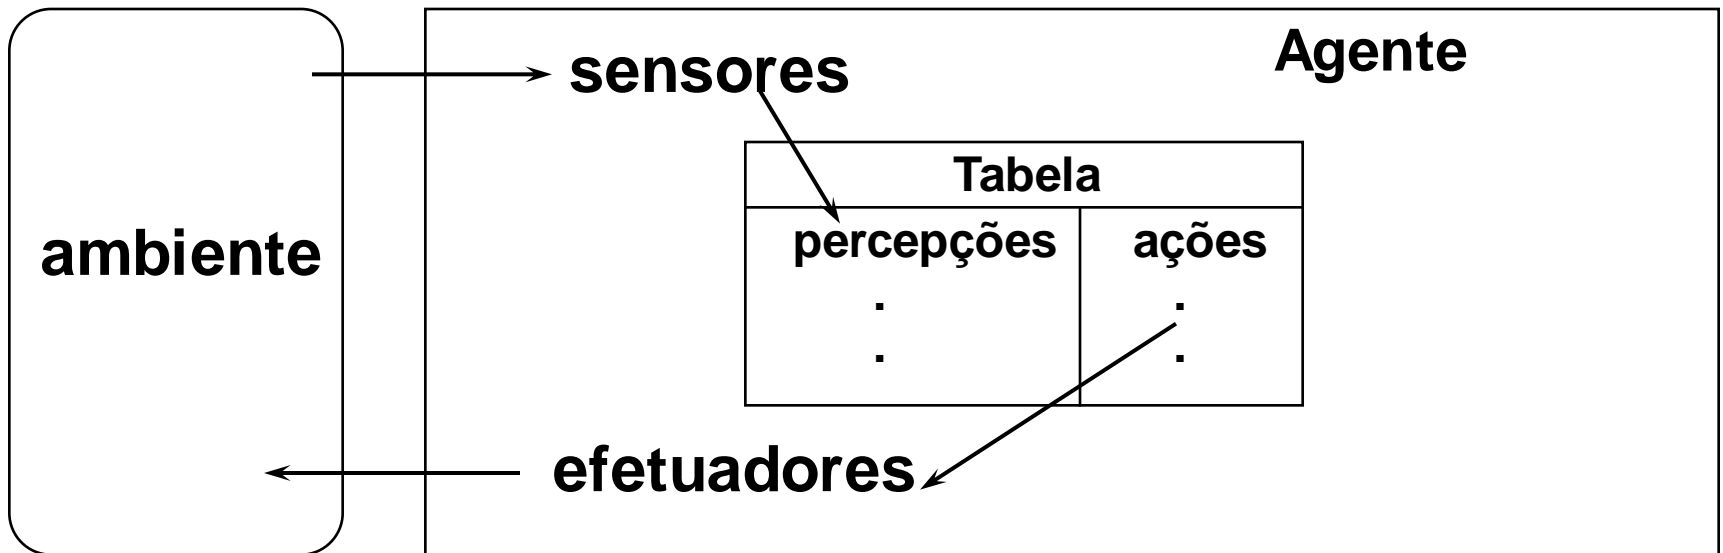 Agente
sensores
Tabela
percepções ações
. .
. .
ambiente
efetuadores